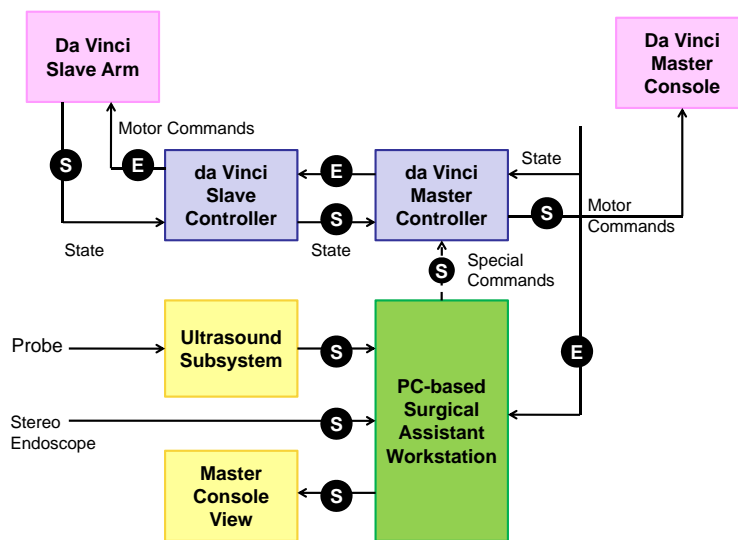 Da Vinci
Slave Arm
Da Vinci
Master
Console
Motor Commands
S
E
da Vinci
Slave
Controller
E
S
da Vinci
Master
Controller
State
S
Motor
Commands
State
State
S
Special
Commands
Probe
Ultrasound
Subsystem
S
E
PC-based
Surgical
Assistant
Workstation
Stereo
Endoscope
S
Master
Console
View
S